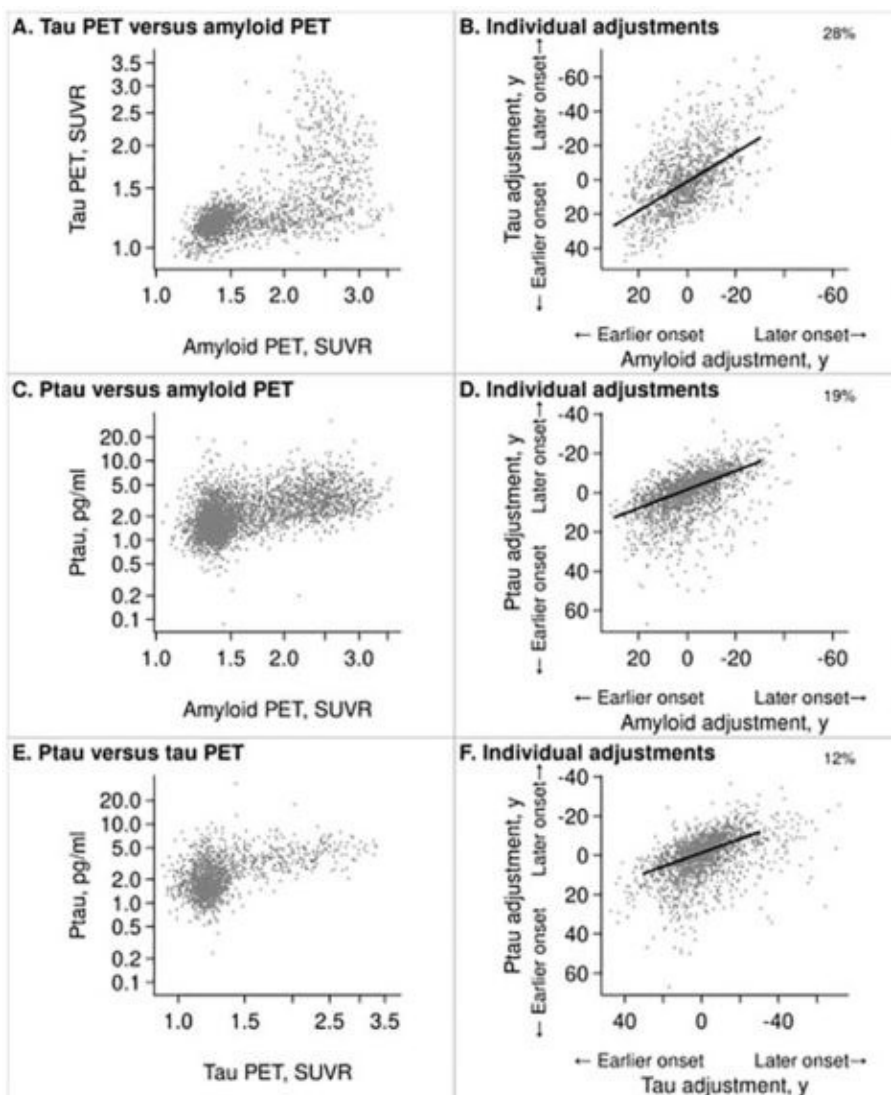 A. Tau PET versus amyloid PET
3.5
3.0
2.5
2.0
1.5
1.0
Tau PET, SUVR
1.0 1.5 2.0 3.0
Amyloid PET, SUVR
B. Individual adjustments
28%
-60
-40
-20
0
20
40
Tau adjustment, y
← Earlier onset Later onset→
20 0 -20 -60
← Earlier onset Later onset→
Amyloid adjustment, y
C. Ptau versus amyloid PET
20.0
10.0
5.0
2.0
1.0
0.5
0.2
0.1
Ptau, pg/ml
1.0 1.5 2.0 3.0
Amyloid PET, SUVR
D. Individual adjustments
19%
-40
-20
0
20
40
60
Ptau adjustment, y
← Earlier onset Later onset→
20 0 -20 -60
← Earlier onset Later onset→
Amyloid adjustment, y
E. Ptau versus tau PET
20.0
10.0
5.0
2.0
1.0
0.5
0.2
0.1
Ptau, pg/ml
1.0 1.5 2.5 3.5
Tau PET, SUVR
F. Individual adjustments
12%
-40
-20
0
20
40
60
Ptau adjustment, y
← Earlier onset Later onset→
40 0 -40
← Earlier onset Later onset→
Tau adjustment, y